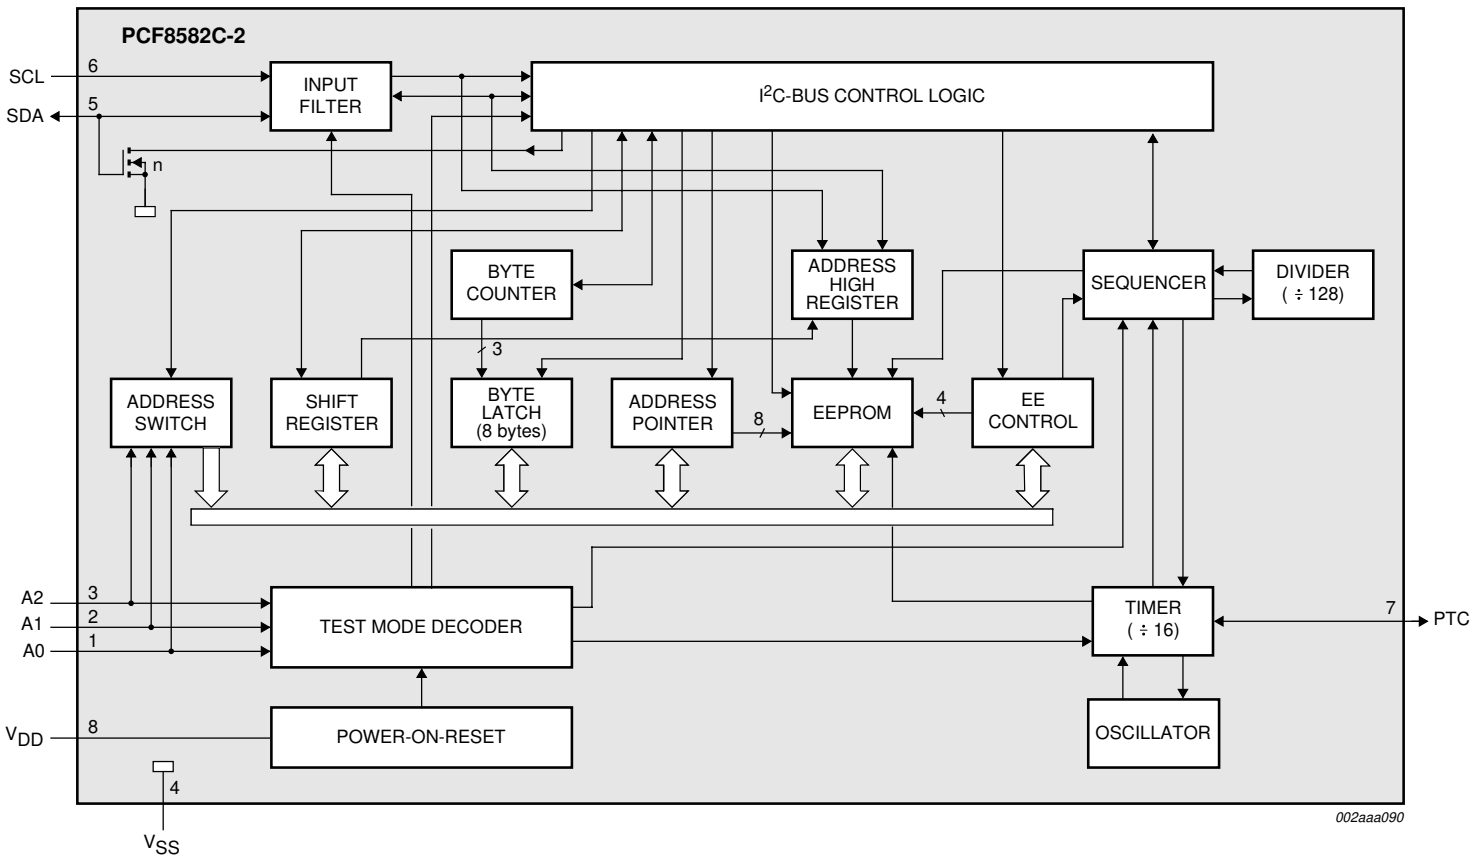 PCF8582C-2
SCL
6
SDA
5
INPUT
FILTER
I2C-BUS CONTROL LOGIC
n
BYTE
COUNTER
3
ADDRESS
HIGH
REGISTER
SEQUENCER
DIVIDER
( ÷ 128)
ADDRESS
SWITCH
SHIFT
REGISTER
BYTE
LATCH
(8 bytes)
ADDRESS
POINTER
8
EEPROM
4
EE
CONTROL
A2
3
A1
2
A0
1
TEST MODE DECODER
TIMER
( ÷ 16)
7
PTC
VDD
8
POWER-ON-RESET
OSCILLATOR
4
VSS
002aaa090